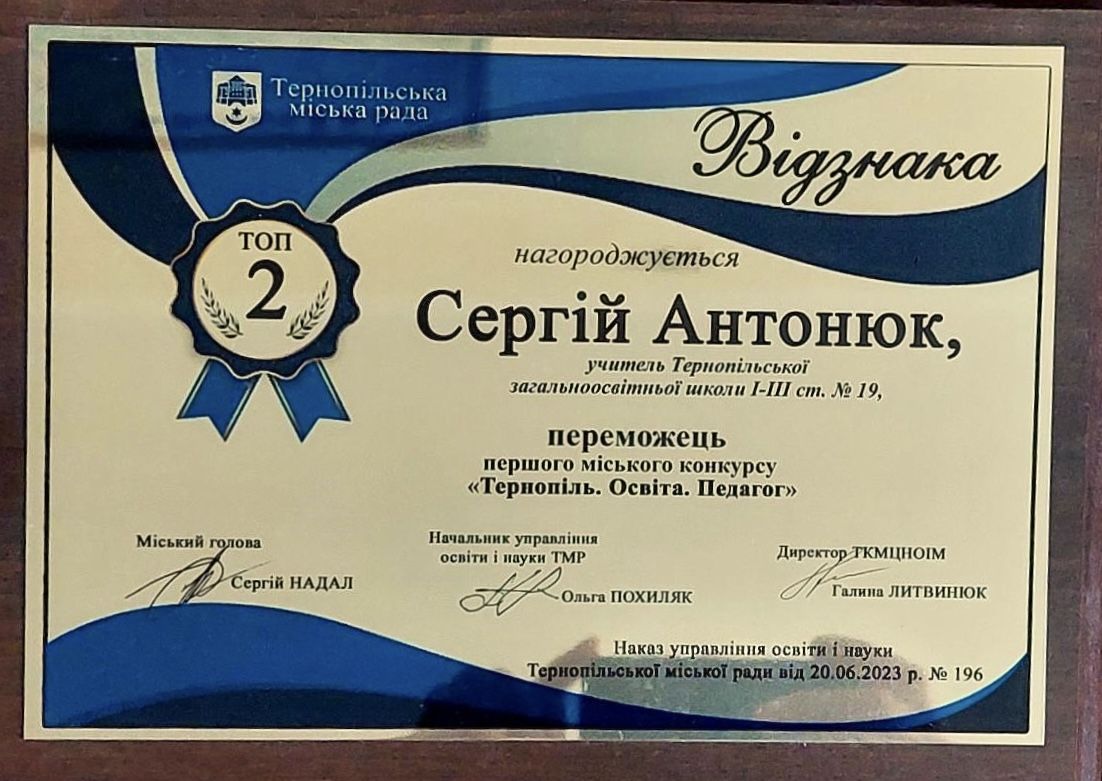 Тернопільська
міська рада
Відзнака
ТОП
2
нагороджується
Сергій Антонюк,
учитель Тернопільської
загальноосвітньої школи І-ІІІ ст. № 19,
переможець
першого міського конкурсу
«Тернопіль. Освіта. Педагог»
Міський голова
Сергій НАДАЛ
Начальник управління
освіти і науки ТМР
Ольга ПОХИЛЯК
Директор ТКМЦНОІМ
Галина ЛИТВИНЮК
Наказ управління освіти і науки
Тернопільської міської ради від 20.06.2023 р. № 196